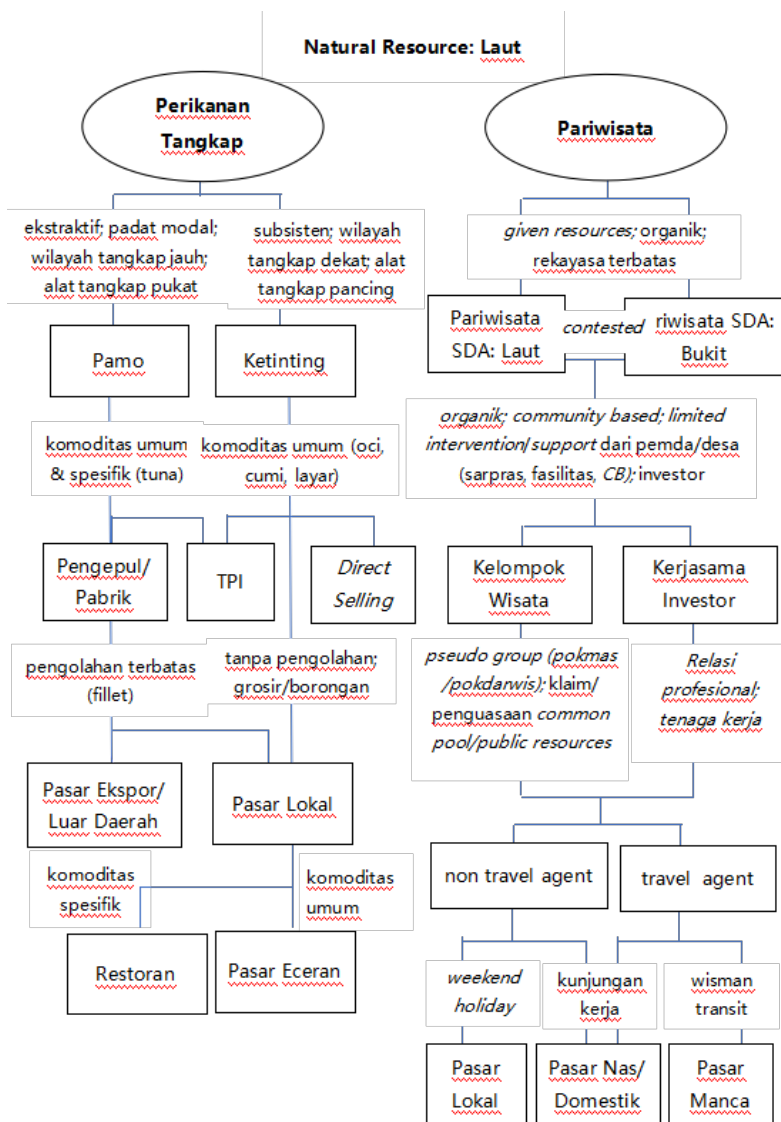 Natural Resource: Laut
Perikanan
Tangkap
Pariwisata
ekstraktif; padat modal;
wilayah tangkap jauh;
alat tangkap pukat
subsisten; wilayah
tangkap dekat; alat
tangkap pancing
given resources; organik;
rekayasa terbatas
Pamo
Ketinting
Pariwisata
SDA: Laut
contested
riwisata SDA:
Bukit
komoditas umum
& spesifik (tuna)
komoditas umum (oci,
cumi, layar)
organik; community based; limited
intervention/support dari pemda/desa
(sarpras, fasilitas, CB); investor
Pengepul/
Pabrik
TPI
Direct
Selling
Kelompok
Wisata
Kerjasama
Investor
pengolahan terbatas
(fillet)
tanpa pengolahan;
grosir/borongan
pseudo group (pokmas
/pokdarwis); klaim/
penguasaan common
pool/public resources
Relasi
profesional;
tenaga kerja
Pasar Ekspor/
Luar Daerah
Pasar Lokal
non travel agent
travel agent
komoditas
spesifik
komoditas
umum
Restoran
Pasar Eceran
weekend
holiday
kunjungan
kerja
wisman
transit
Pasar
Lokal
Pasar Nas/
Domestik
Pasar
Manca